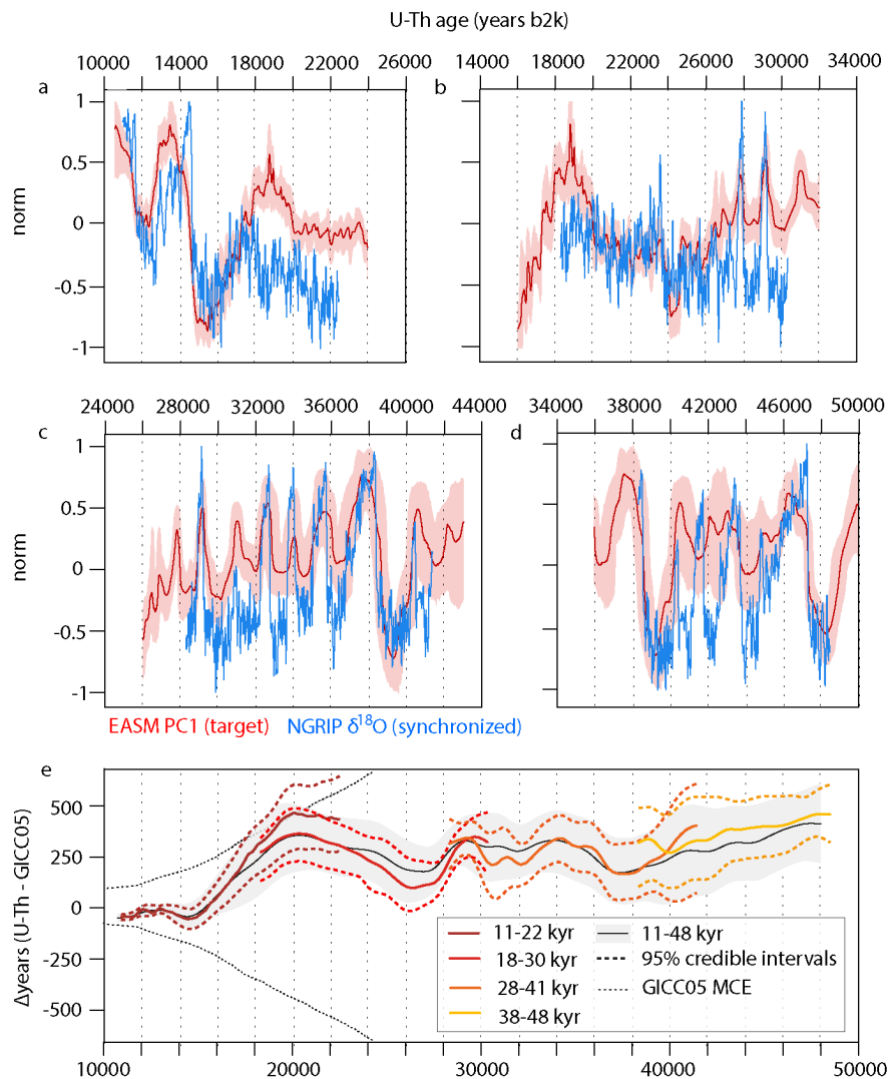 U-Th age (years b2k)
10000 14000 18000 22000 26000 14000 18000 22000 26000 30000 34000
a b
1
0.5
0
-0.5
-1
norm
24000 28000 32000 36000 40000 44000 34000 38000 42000 46000 50000
c d
1
0.5
0
-0.5
-1
norm
EASM PC1 (target) NGRIP δ¹⁸O (synchronized)
e
500
250
0
-250
-500
Δyears (U-Th - GICC05)
11-22 kyr 11-48 kyr
18-30 kyr 95% credible intervals
28-41 kyr GICC05 MCE
38-48 kyr
10000 20000 30000 40000 50000